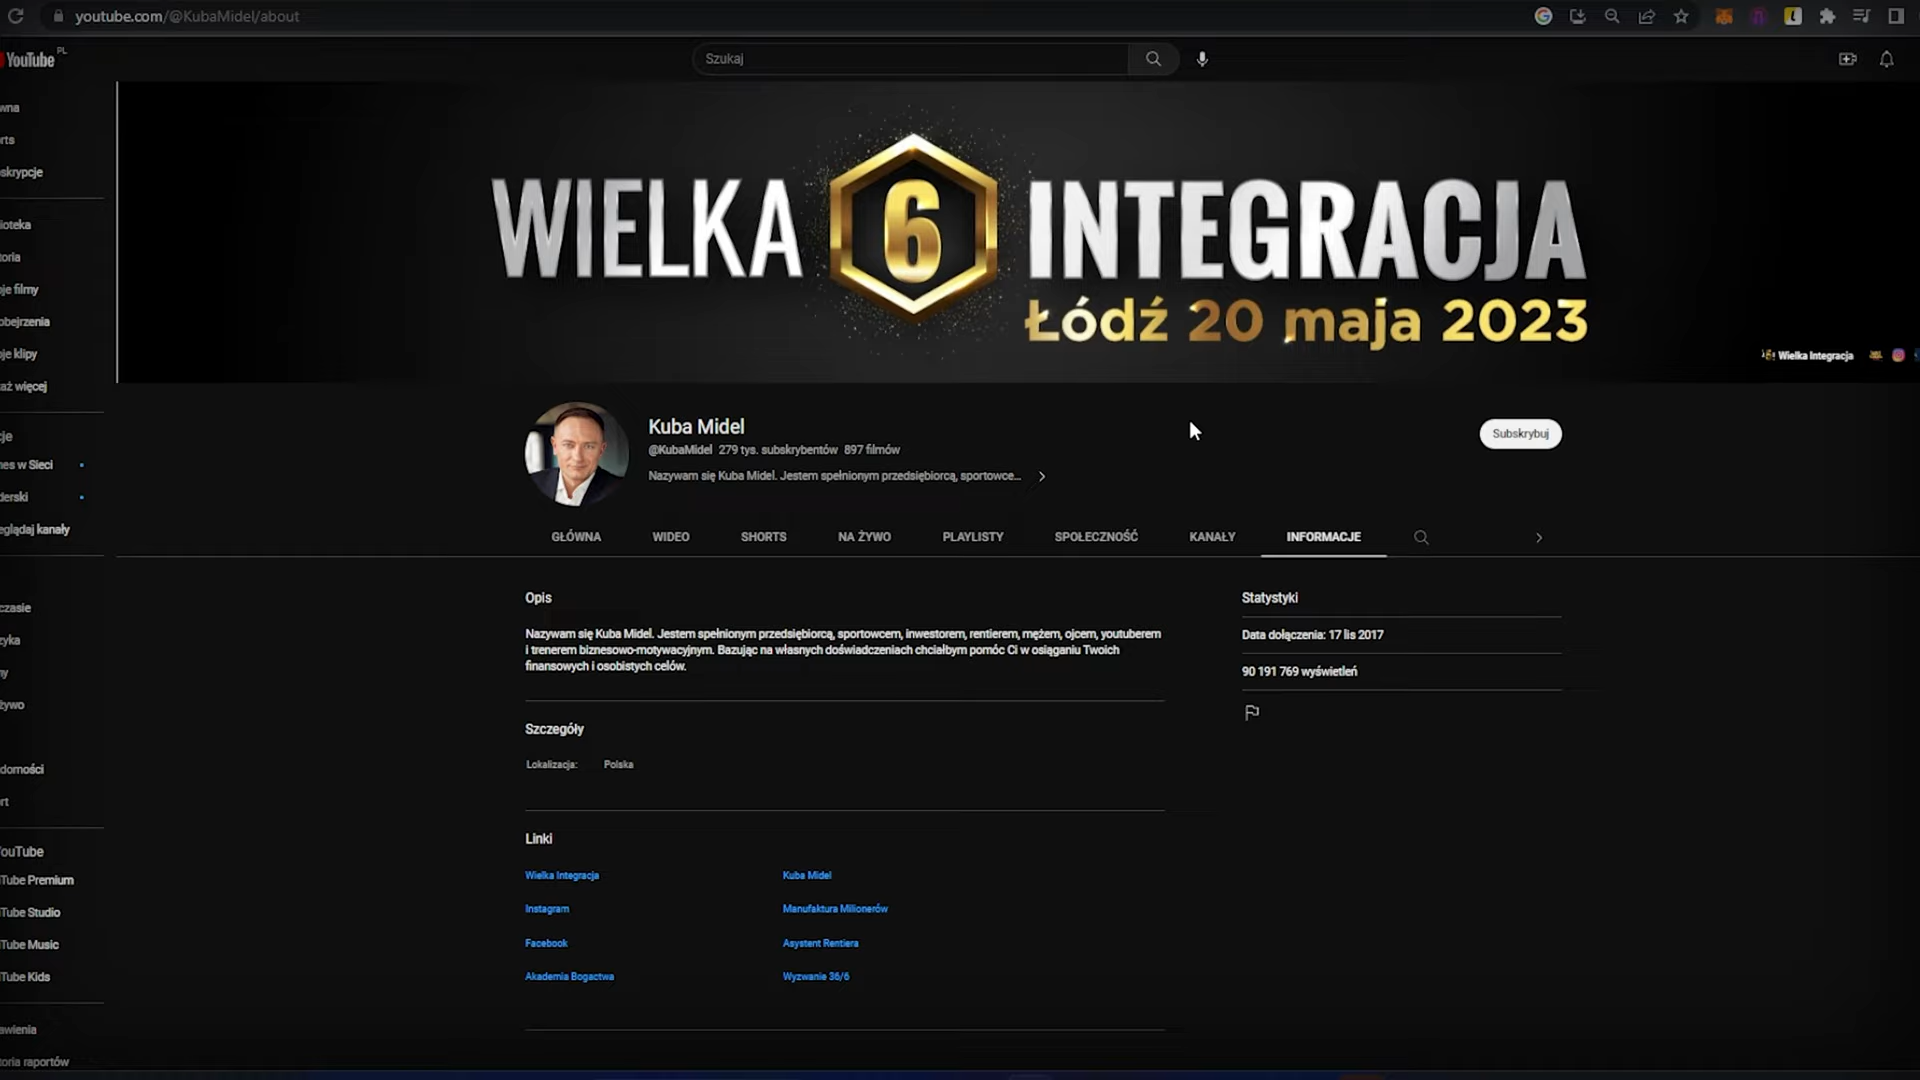 youtube.com/@KubaMidel/about
YouTube PL
Szukaj
wna
rts
skrypcje
ioteka
toria
je filmy
obejrzenia
je klipy
aż więcej
je
nes w Sieci
derski
eglądaj kanały
czasie
zyka
ny
żywo
domości
rt
ouTube
Tube Premium
Tube Studio
Tube Music
Tube Kids
awienia
toria raportów
WIELKA 6 INTEGRACJA
Łódź 20 maja 2023
Wielka Integracja
Kuba Midel
@KubaMidel 279 tys. subskrybentów 897 filmów
Nazywam się Kuba Midel. Jestem spełnionym przedsiębiorcą, sportowce...
Subskrybuj
GŁÓWNA WIDEO SHORTS NA ŻYWO PLAYLISTY SPOŁECZNOŚĆ KANAŁY INFORMACJE
Opis
Nazywam się Kuba Midel. Jestem spełnionym przedsiębiorcą, sportowcem, inwestorem, rentierem, mężem, ojcem, youtuberem
i trenerem biznesowo-motywacyjnym. Bazując na własnych doświadczeniach chciałbym pomóc Ci w osiąganiu Twoich
finansowych i osobistych celów.
Szczegóły
Lokalizacja: Polska
Linki
Wielka Integracja Kuba Midel
Instagram Manufaktura Milionerów
Facebook Asystent Rentiera
Akademia Bogactwa Wyzwanie 36/6
Statystyki
Data dołączenia: 17 lis 2017
90 191 769 wyświetleń